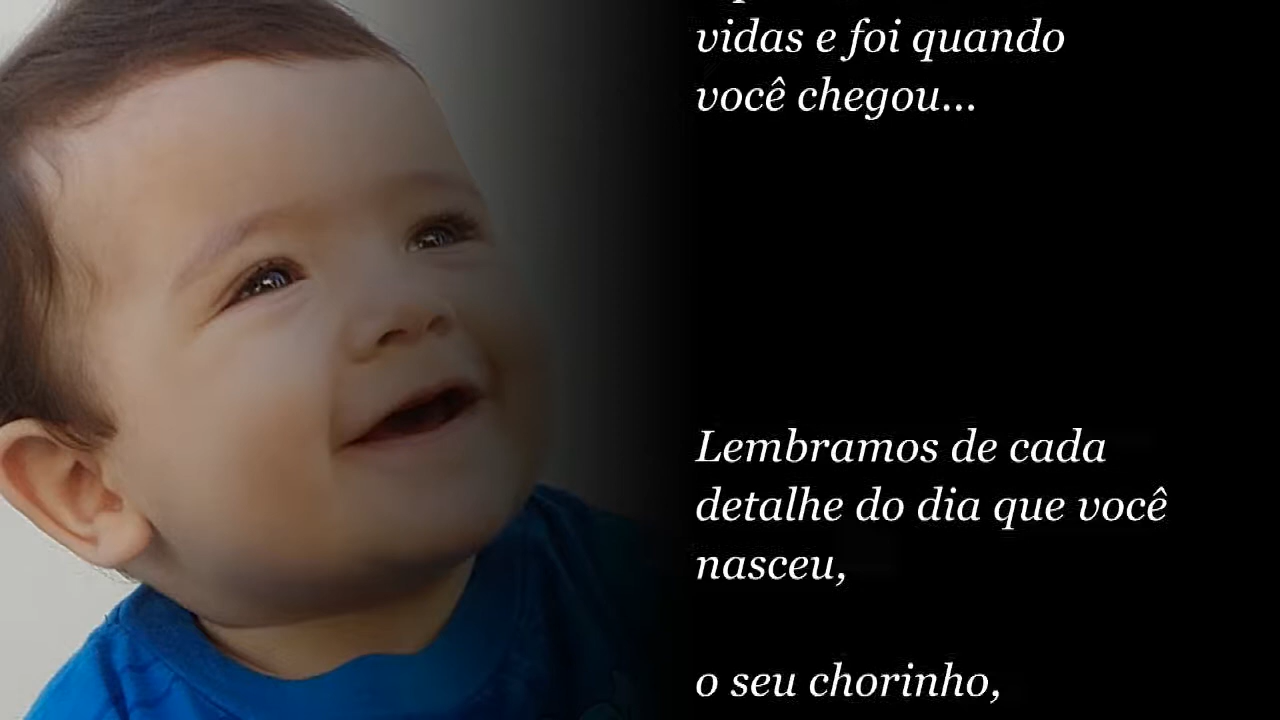 vidas e foi quando
você chegou...
Lembramos de cada
detalhe do dia que você
nasceu,
o seu chorinho,